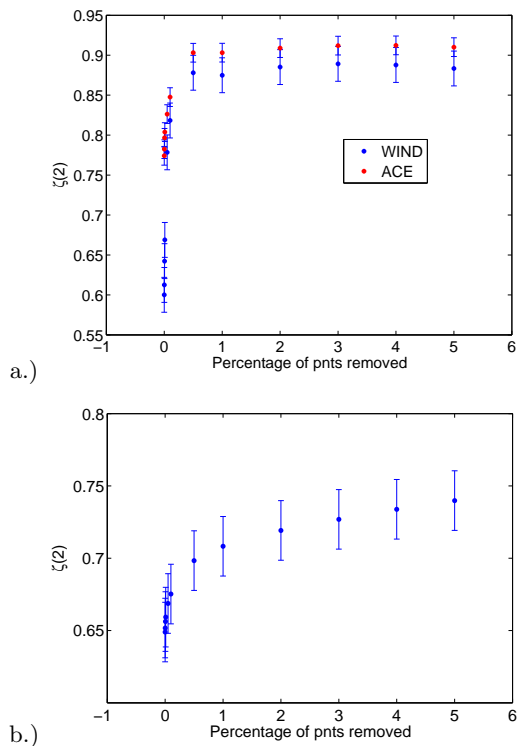 0.95
0.9
0.85
0.8
0.75
0.7
0.65
0.6
0.55
ζ(2)
WIND
ACE
−1 0 1 2 3 4 5 6
Percentage of pnts removed
a.)
0.8
0.75
0.7
0.65
ζ(2)
−1 0 1 2 3 4 5 6
Percentage of pnts removed
b.)